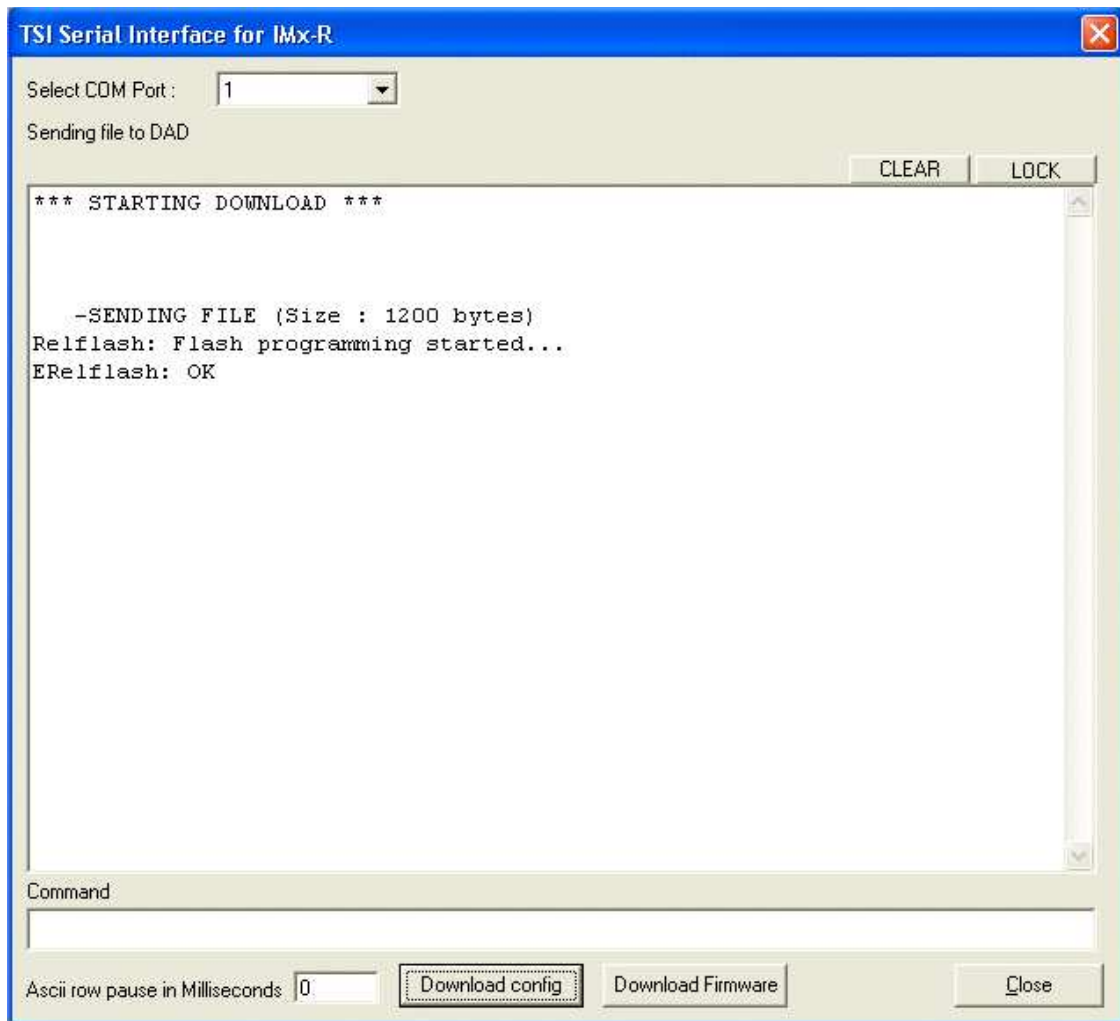 TSI Serial Interface for IMx-R
Select COM Port : 1
Sending file to DAD
CLEAR LOCK
*** STARTING DOWNLOAD ***
-SENDING FILE (Size : 1200 bytes)
Relflash: Flash programming started...
ERelflash: OK
Command
Ascii row pause in Milliseconds 0 Download config Download Firmware Close